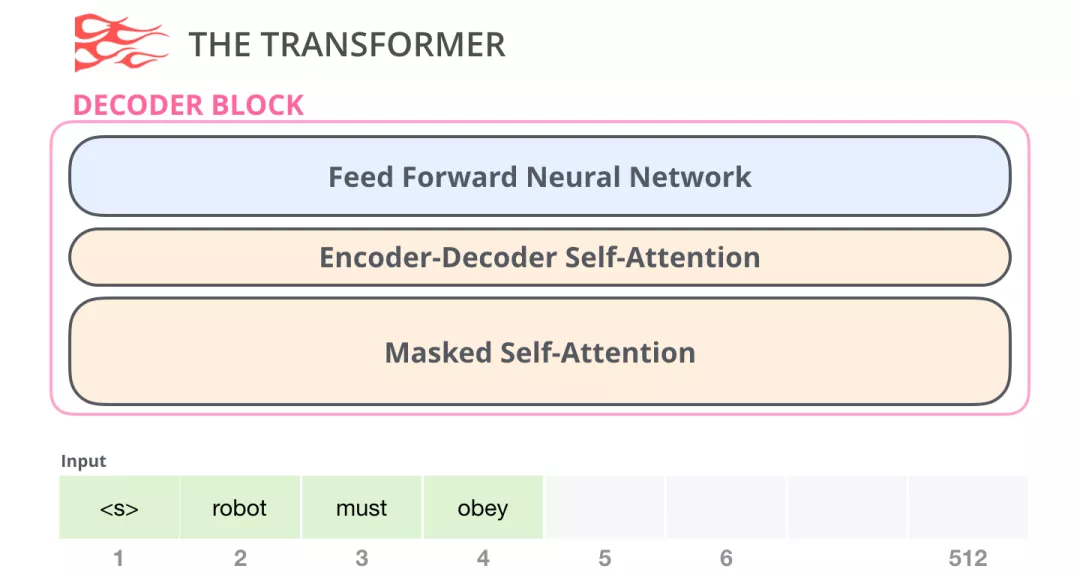 THE TRANSFORMER
DECODER BLOCK
Feed Forward Neural Network
Encoder-Decoder Self-Attention
Masked Self-Attention
Input
<s> robot must obey
1 2 3 4 5 6 512